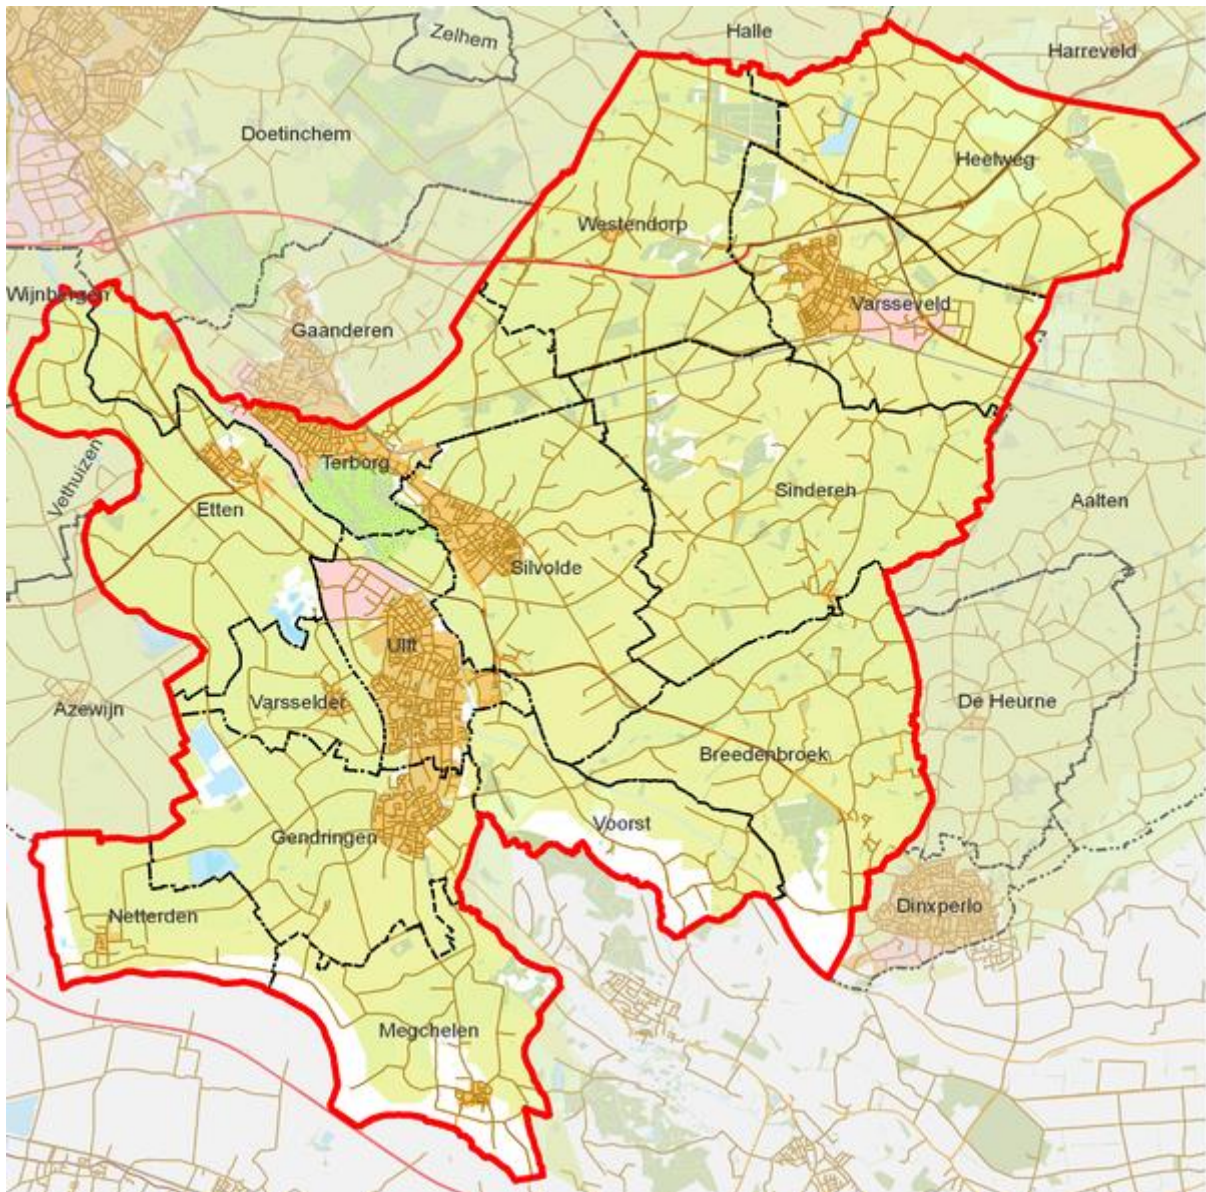 Halle
Zelhem
Harreveld
Doetinchem
Heelweg
Westendorp
Wijnbergen
Varsseveld
Gaanderen
Terborg
Vethuizen
Sinderen
Aalten
Etten
Silvolde
Ulft
Varsselder
De Heurne
Azewijn
Breedenbroek
Voorst
Gendringen
Dinxperlo
Netterden
Megchelen